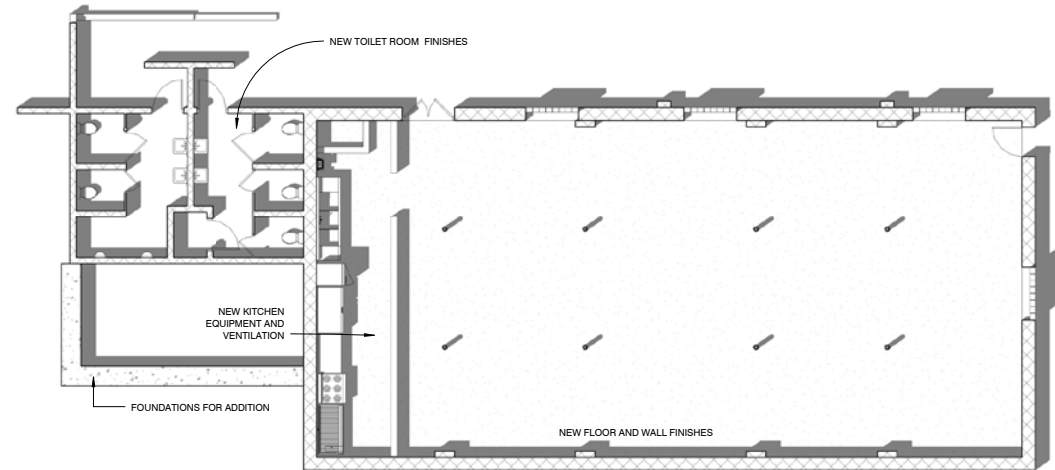 NEW TOILET ROOM FINISHES
NEW KITCHEN
EQUIPMENT AND
VENTILATION
FOUNDATIONS FOR ADDITION
NEW FLOOR AND WALL FINISHES